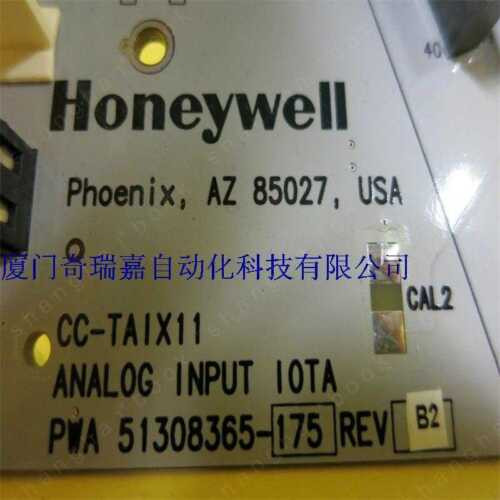 40
Honeywell
Phoenix, AZ 85027, USA
厦门奇瑞嘉自动化科技有限公司
CAL2
CC-TAIX11
ANALOG INPUT IOTA
PWA 51308365-175 REV B2